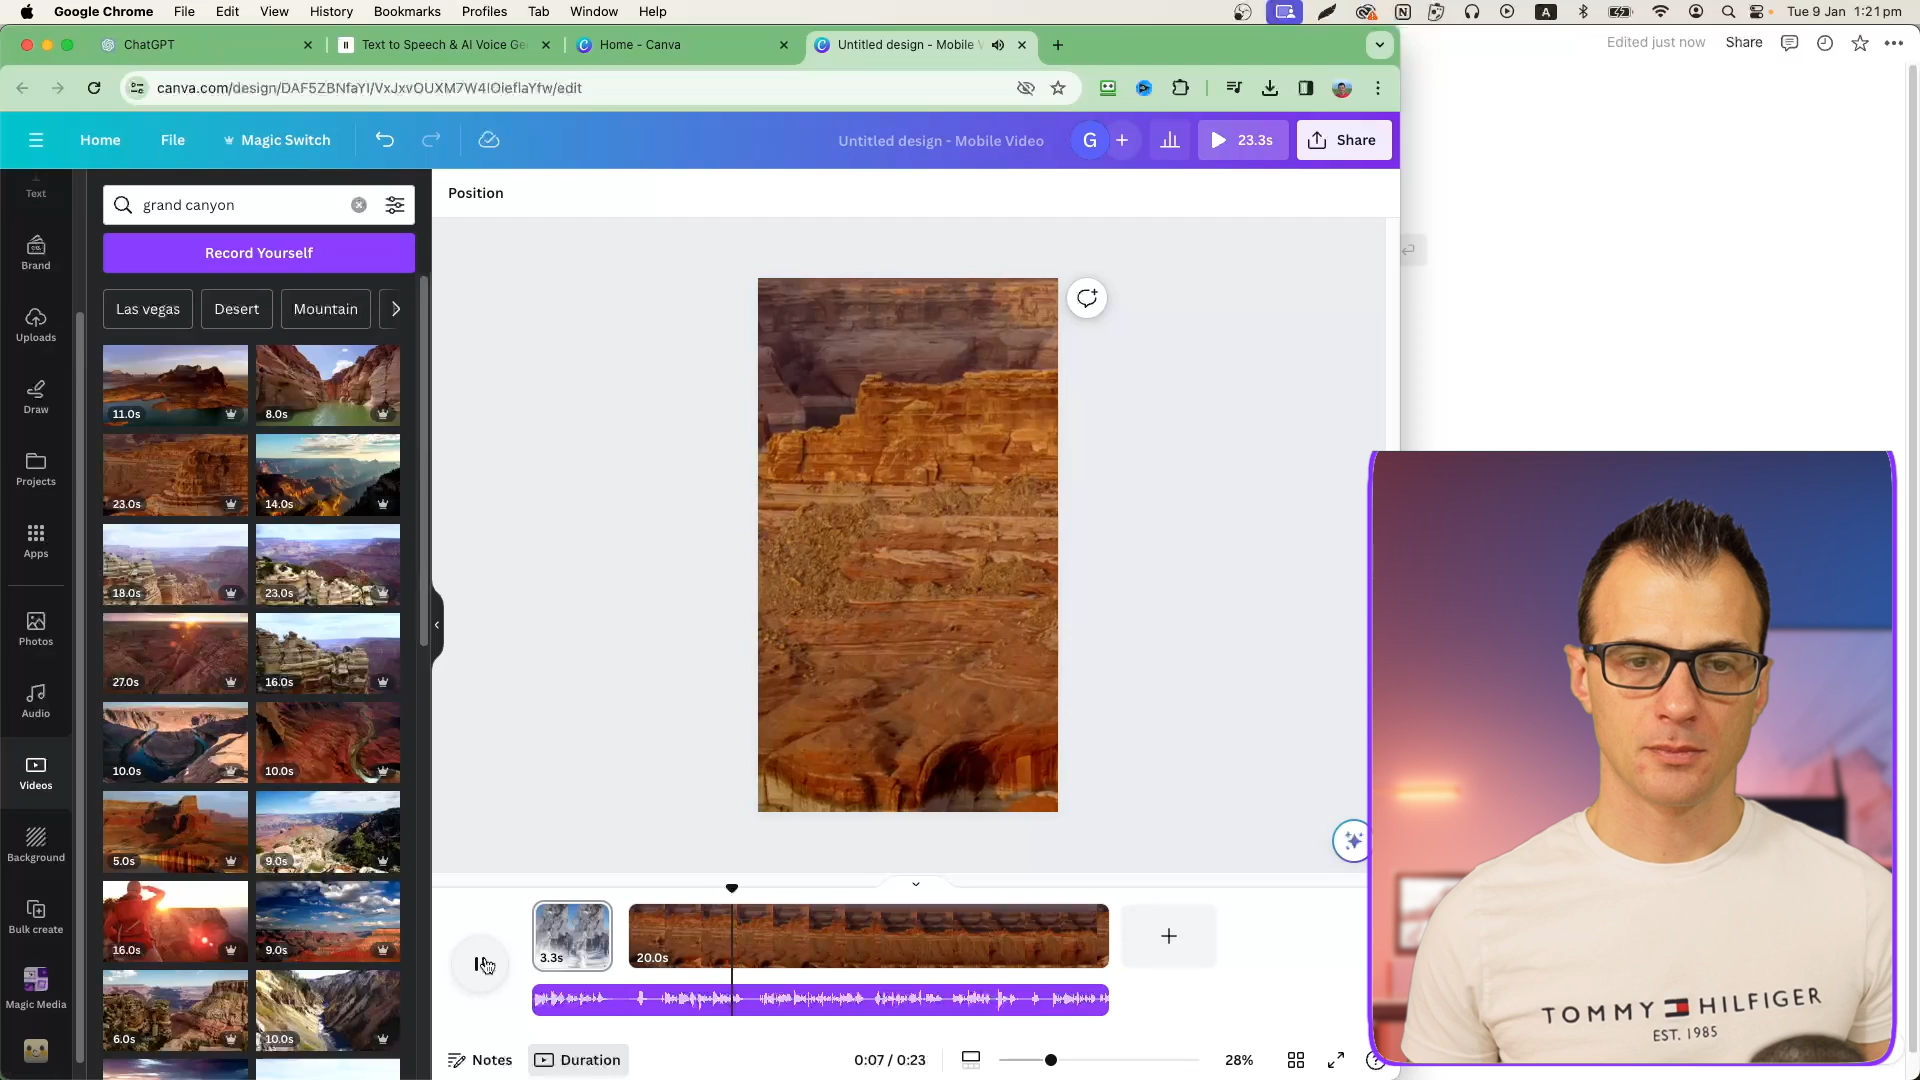 Google Chrome File Edit View History Bookmarks Profiles Tab Window Help
A
Tue 9 Jan 1:21 pm
ChatGPT
Text to Speech & AI Voice Ge
Home - Canva
Untitled design - Mobile V
Edited just now
Share
canva.com/design/DAF5ZBNfaYI/VxJxvOUXM7W4IOleflaYfw/edit
Home
File
Magic Switch
Untitled design - Mobile Video
G
23.3s
Share
Text
Brand
Uploads
Draw
Projects
Apps
Photos
Audio
Videos
Background
Bulk create
Magic Media
grand canyon
Record Yourself
Las vegas
Desert
Mountain
11.0s
8.0s
23.0s
14.0s
18.0s
23.0s
27.0s
16.0s
10.0s
10.0s
5.0s
9.0s
16.0s
9.0s
6.0s
10.0s
Position
3.3s
20.0s
Notes
Duration
0:07 / 0:23
28%
TOMMY HILFIGER
EST. 1985